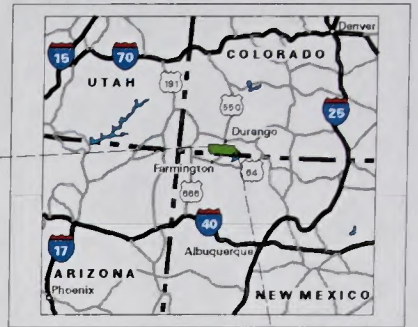 Denver
15
70
COLORADO
UTAH
191
550
25
Durango
Farmington
64
666
40
17
Albuquerque
ARIZONA
Phoenix
NEW MEXICO